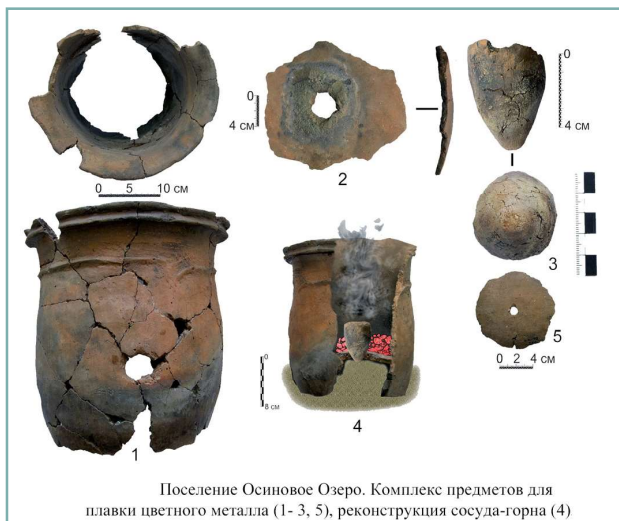 0
4 см
2
0
4 см
0 5 10 см
3
5
0 2 4 см
0
8 см
4
1
Поселение Осиновое Озеро. Комплекс предметов для
плавки цветного металла (1- 3, 5), реконструкция сосуда-горна (4)